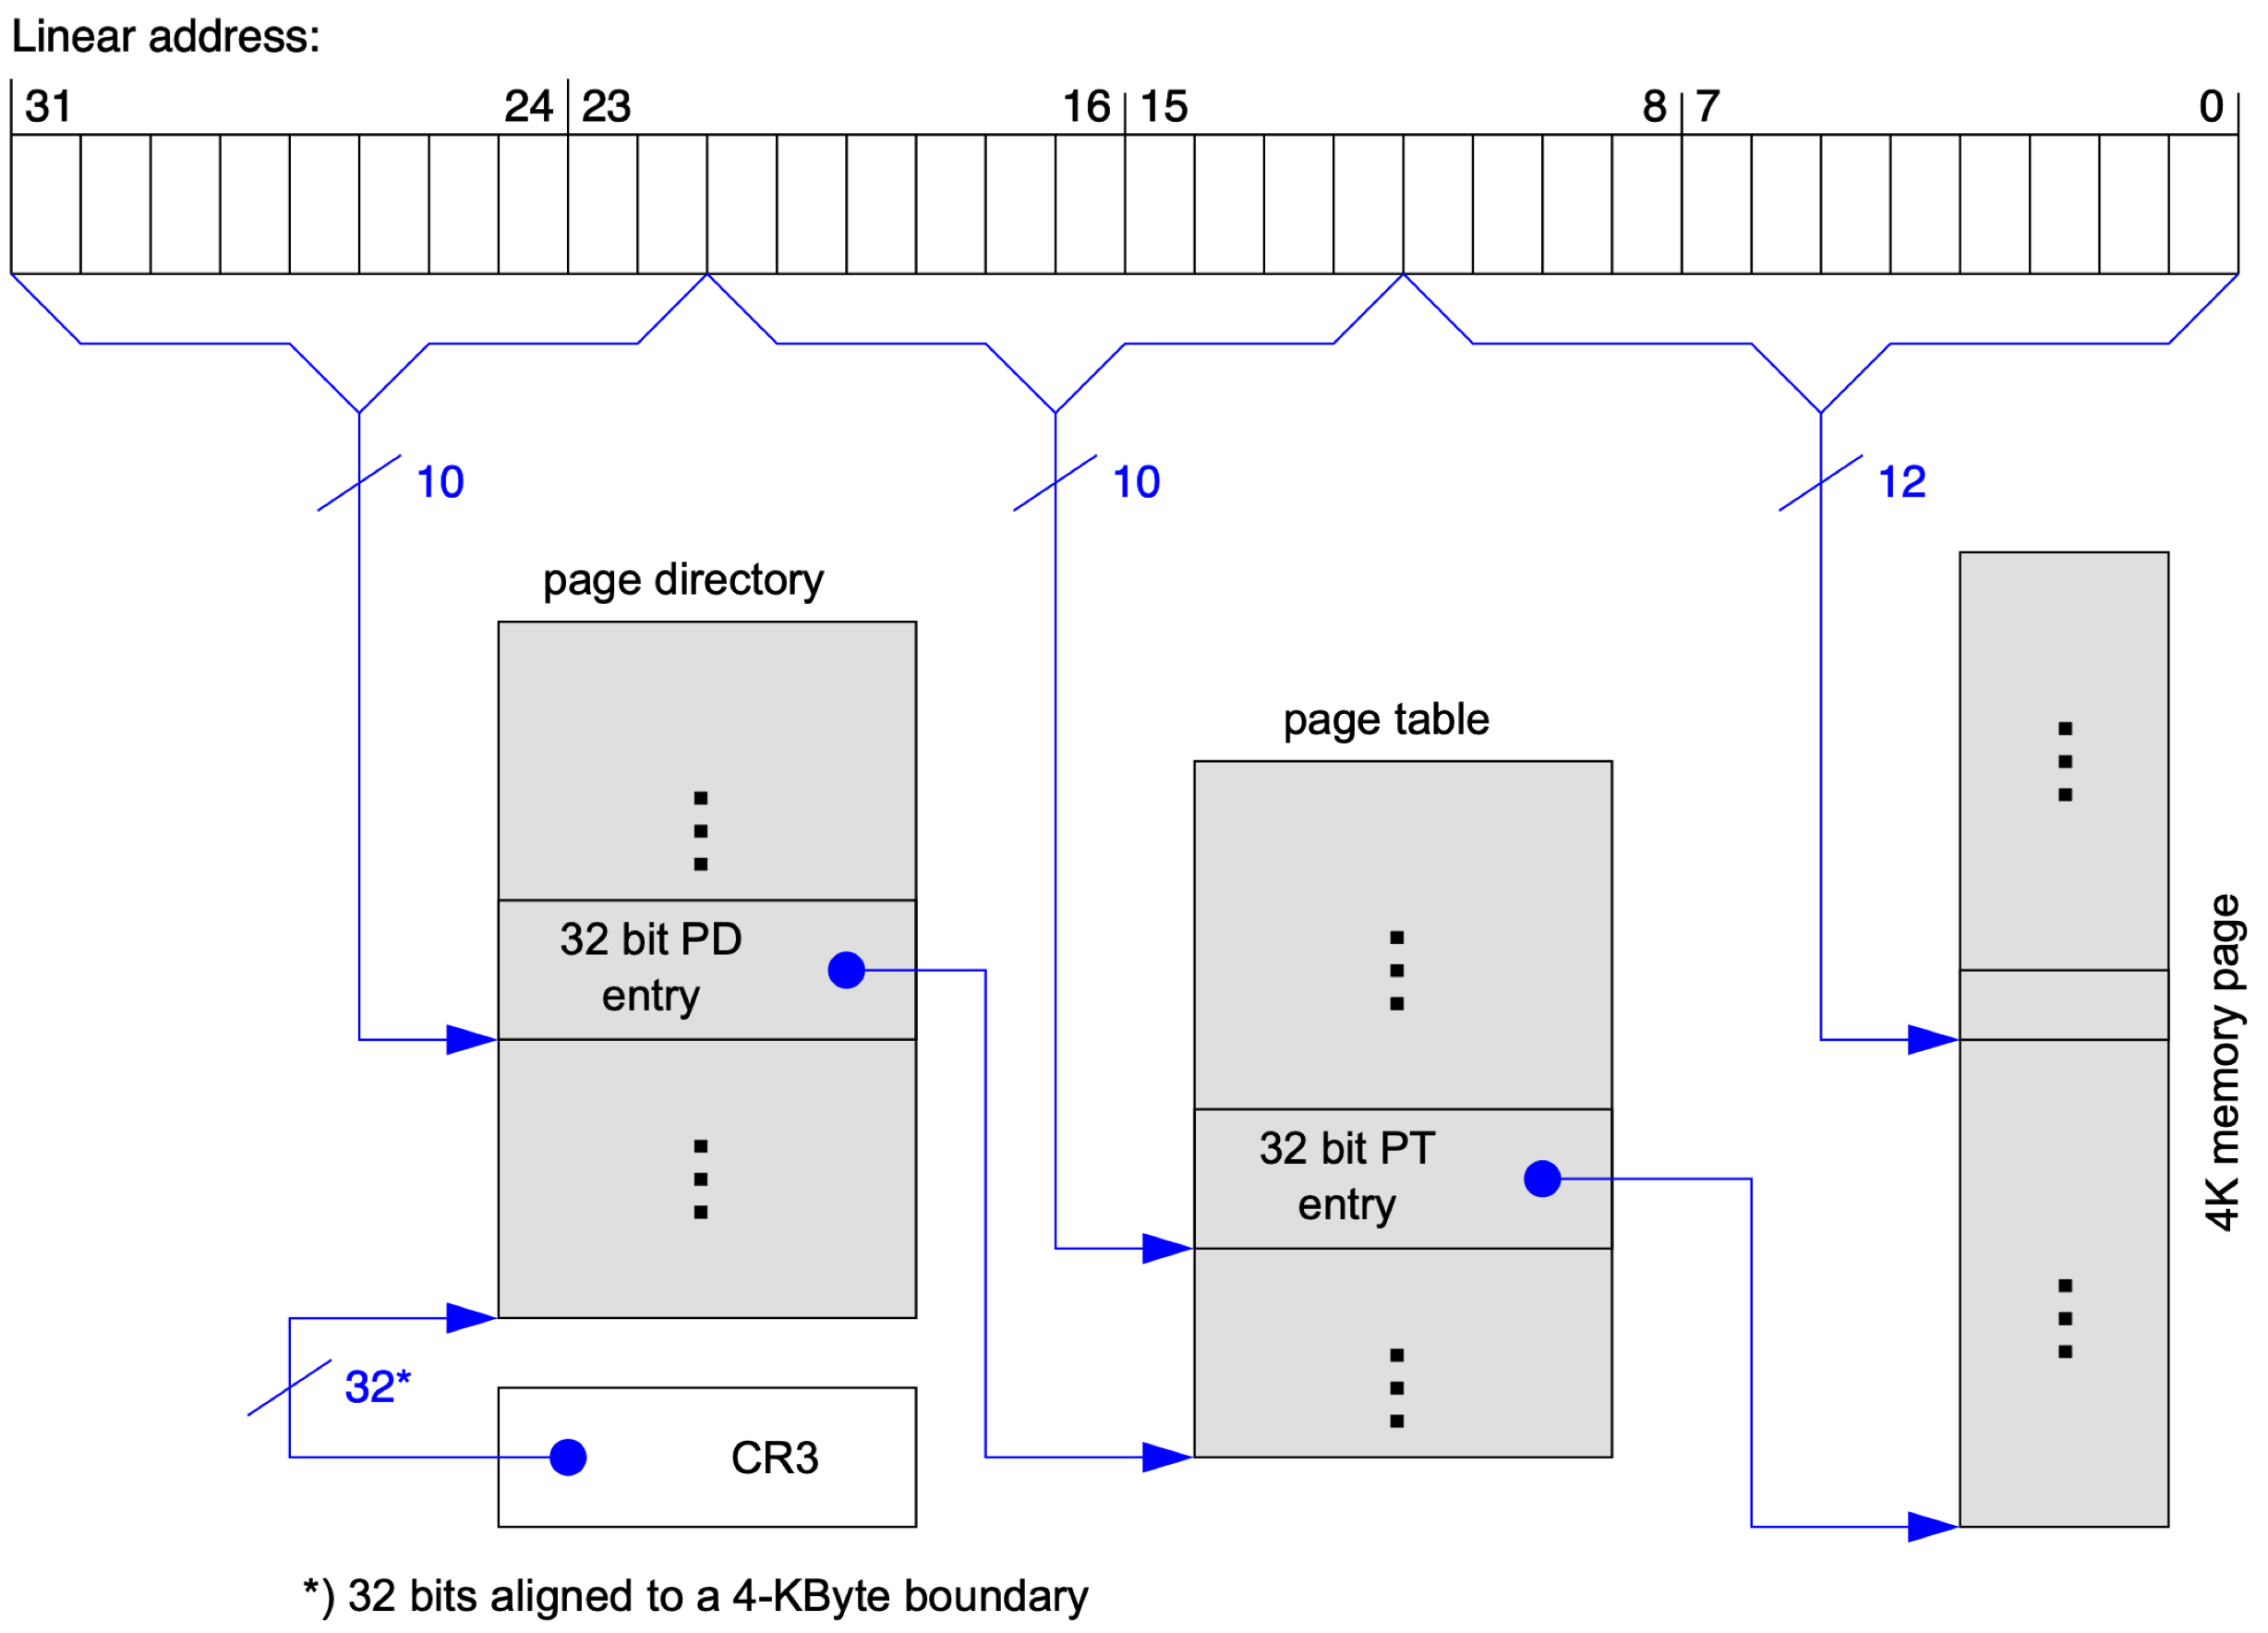 Linear address:
31 24 23 16 15 8 7 0
10 10 12
page directory
page table
32 bit PD
entry
4K memory page
32 bit PT
entry
32*
CR3
*) 32 bits aligned to a 4-KByte boundary